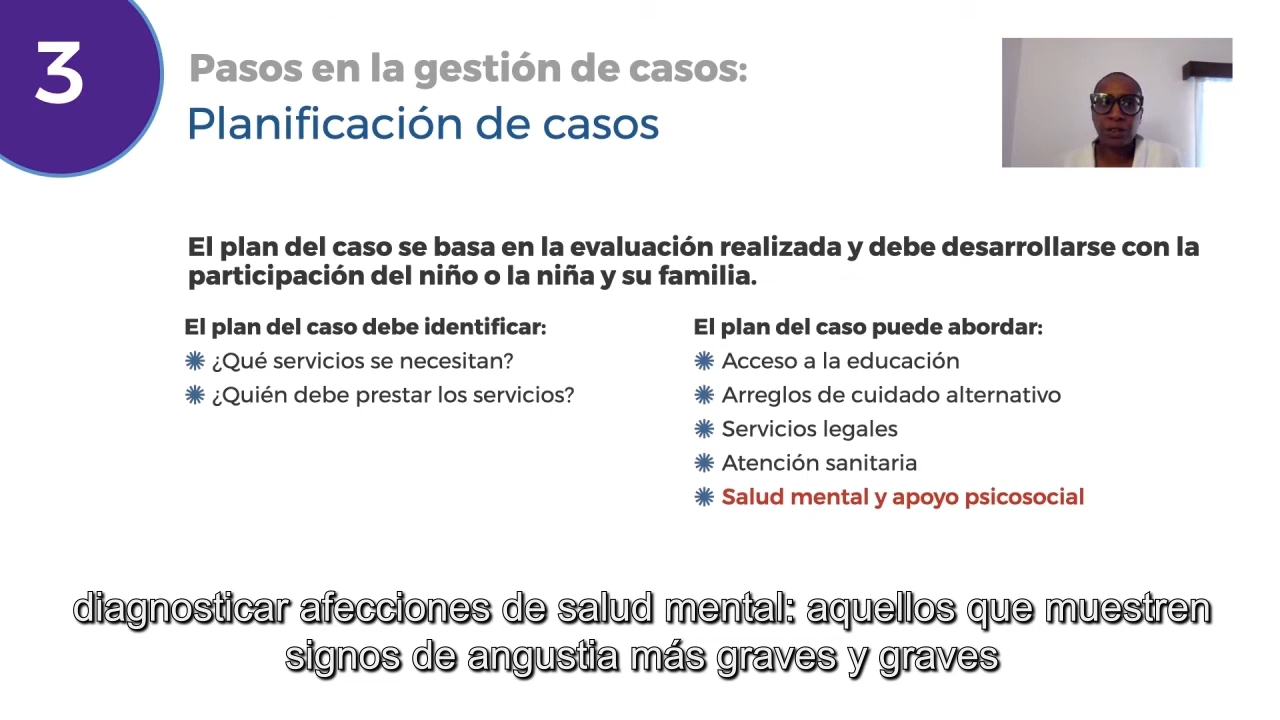 3
Pasos en la gestión de casos:
Planificación de casos
El plan del caso se basa en la evaluación realizada y debe desarrollarse con la
participación del niño o la niña y su familia.
El plan del caso debe identificar:
¿Qué servicios se necesitan?
¿Quién debe prestar los servicios?
El plan del caso puede abordar:
Acceso a la educación
Arreglos de cuidado alternativo
Servicios legales
Atención sanitaria
Salud mental y apoyo psicosocial
diagnosticar afecciones de salud mental: aquellos que muestren
signos de angustia más graves y graves